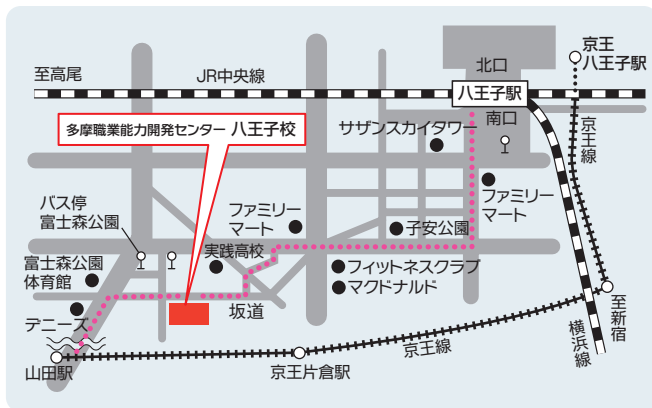 京王
八王子駅
北口
至高尾
JR中央線
八王子駅
南口
京王線
多摩職業能力開発センター 八王子校
サザンスカイタワー
ファミリー
マート
バス停
富士森公園
ファミリー
マート
子安公園
実践高校
富士森公園
体育館
フィットネスクラブ
マクドナルド
坂道
デニーズ
至新宿
横浜線
京王線
山田駅
京王片倉駅